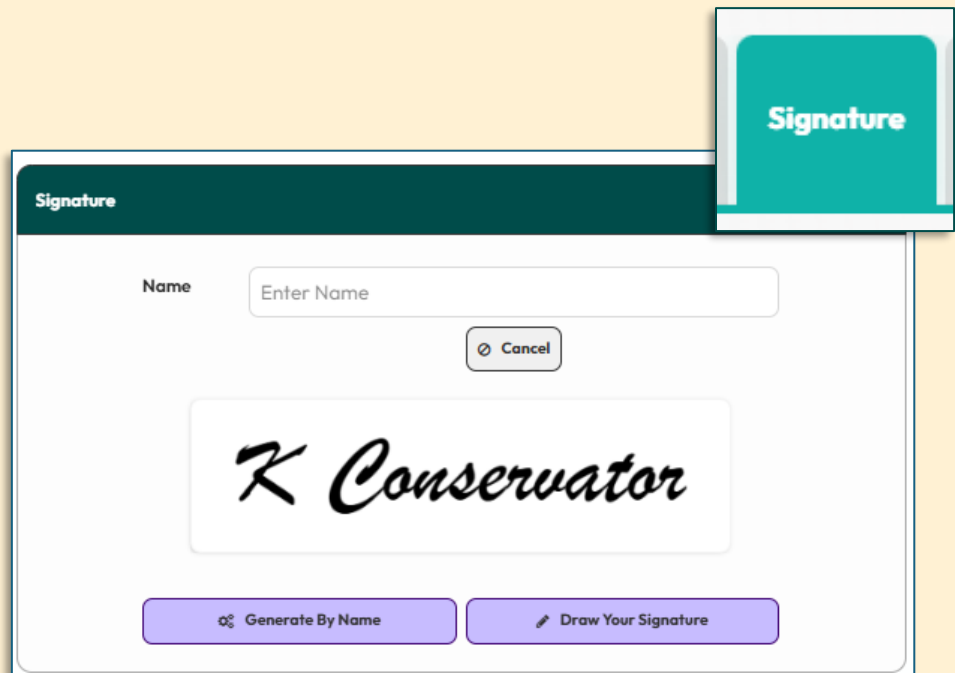 Signature
Signature
Name
Enter Name
Cancel
K Conservator
Generate By Name
Draw Your Signature